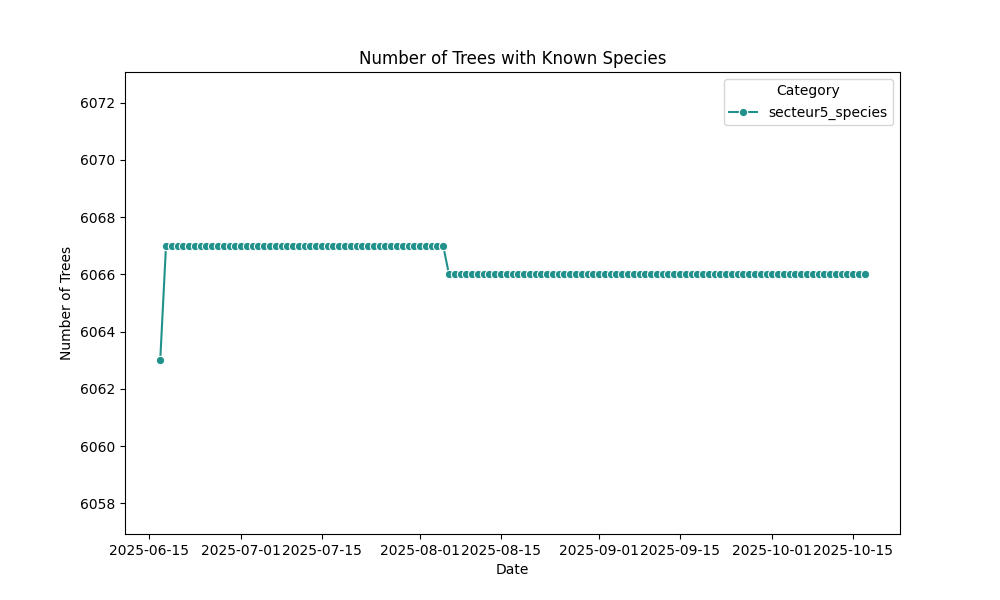 Number of Trees with Known Species
Category
secteur5_species
6072
6070
6068
6066
6064
6062
6060
6058
Number of Trees
2025-06-15 2025-07-01 2025-07-15 2025-08-01 2025-08-15 2025-09-01 2025-09-15 2025-10-01 2025-10-15
Date